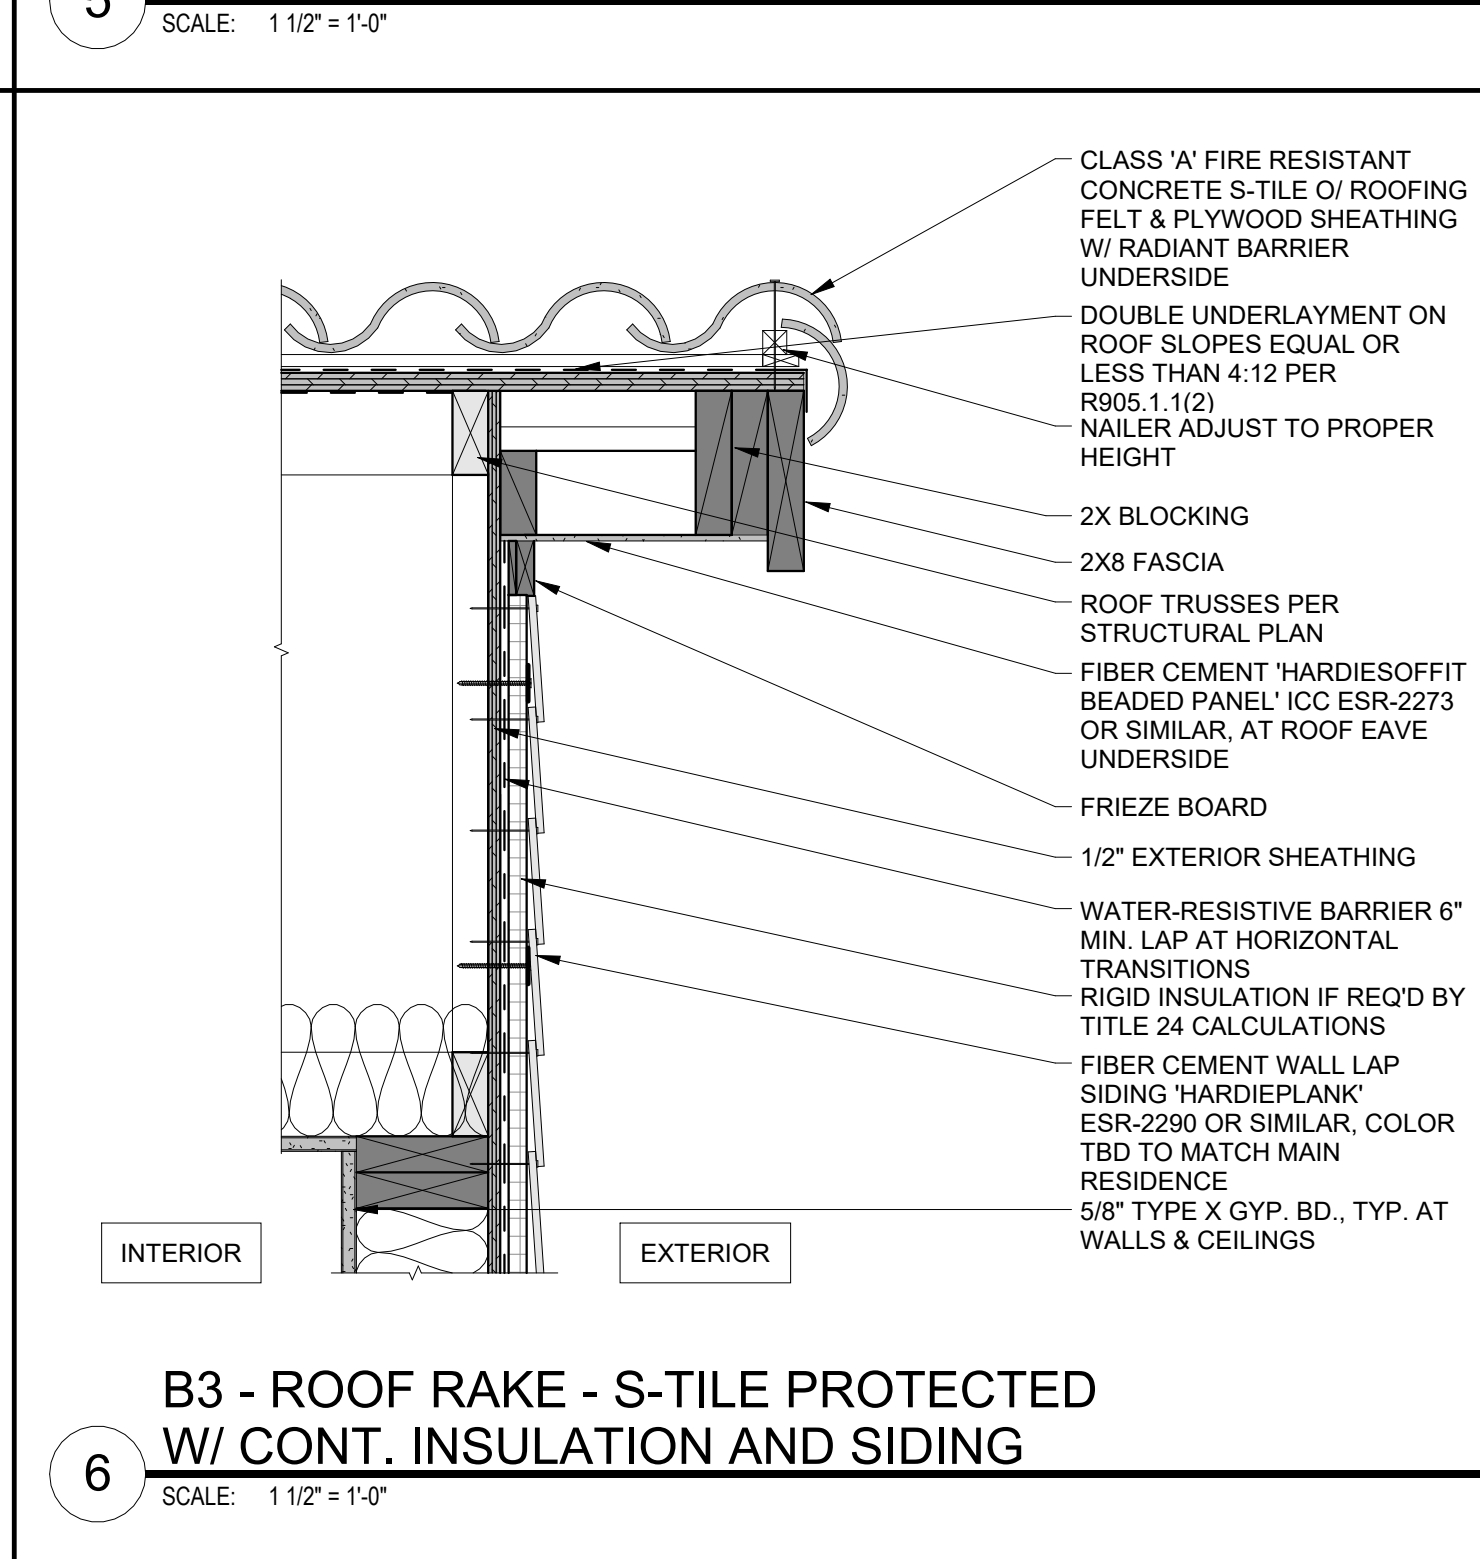 5
SCALE: 1 1/2" = 1'-0"
CLASS 'A' FIRE RESISTANT
CONCRETE S-TILE O/ ROOFING
FELT & PLYWOOD SHEATHING
W/ RADIANT BARRIER
UNDERSIDE
DOUBLE UNDERLAYMENT ON
ROOF SLOPES EQUAL OR
LESS THAN 4:12 PER
R905.1.1(2)
NAILER ADJUST TO PROPER
HEIGHT
2X BLOCKING
2X8 FASCIA
ROOF TRUSSES PER
STRUCTURAL PLAN
FIBER CEMENT 'HARDIESOFFIT
BEADED PANEL' ICC ESR-2273
OR SIMILAR, AT ROOF EAVE
UNDERSIDE
FRIEZE BOARD
1/2" EXTERIOR SHEATHING
WATER-RESISTIVE BARRIER 6"
MIN. LAP AT HORIZONTAL
TRANSITIONS
RIGID INSULATION IF REQ'D BY
TITLE 24 CALCULATIONS
FIBER CEMENT WALL LAP
SIDING 'HARDIEPLANK'
ESR-2290 OR SIMILAR, COLOR
TBD TO MATCH MAIN
RESIDENCE
5/8" TYPE X GYP. BD., TYP. AT
WALLS & CEILINGS
INTERIOR
EXTERIOR
B3 - ROOF RAKE - S-TILE PROTECTED
W/ CONT. INSULATION AND SIDING
6
SCALE: 1 1/2" = 1'-0"